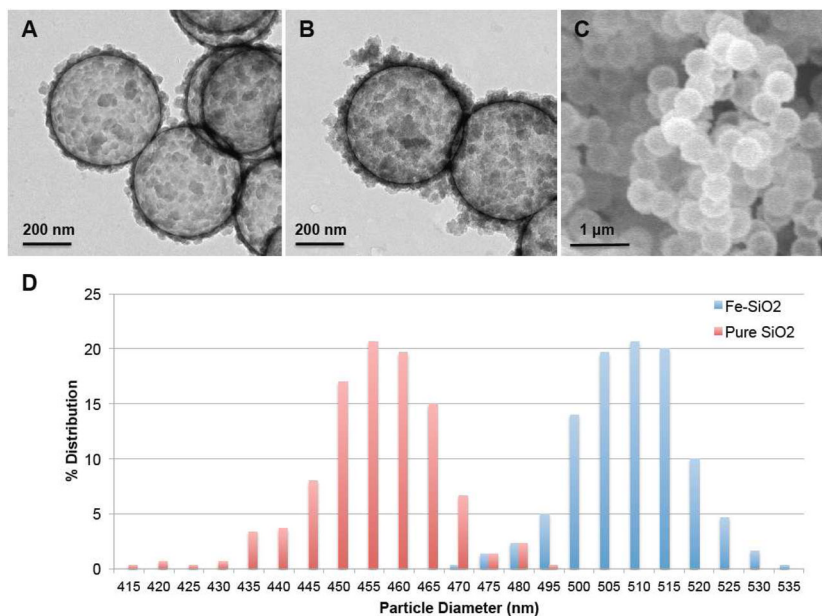 A
200 nm
B
200 nm
C
1 µm
D
Fe-SiO2
Pure SiO2
% Distribution
25
20
15
10
5
0
415 420 425 430 435 440 445 450 455 460 465 470 475 480 495 500 505 510 515 520 525 530 535
Particle Diameter (nm)